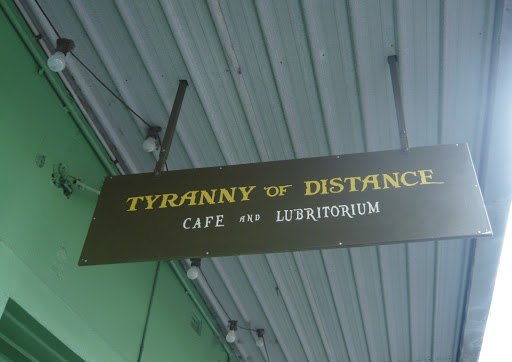 TYRANNY OF DISTANCE
CAFE AND LUBRITORIUM